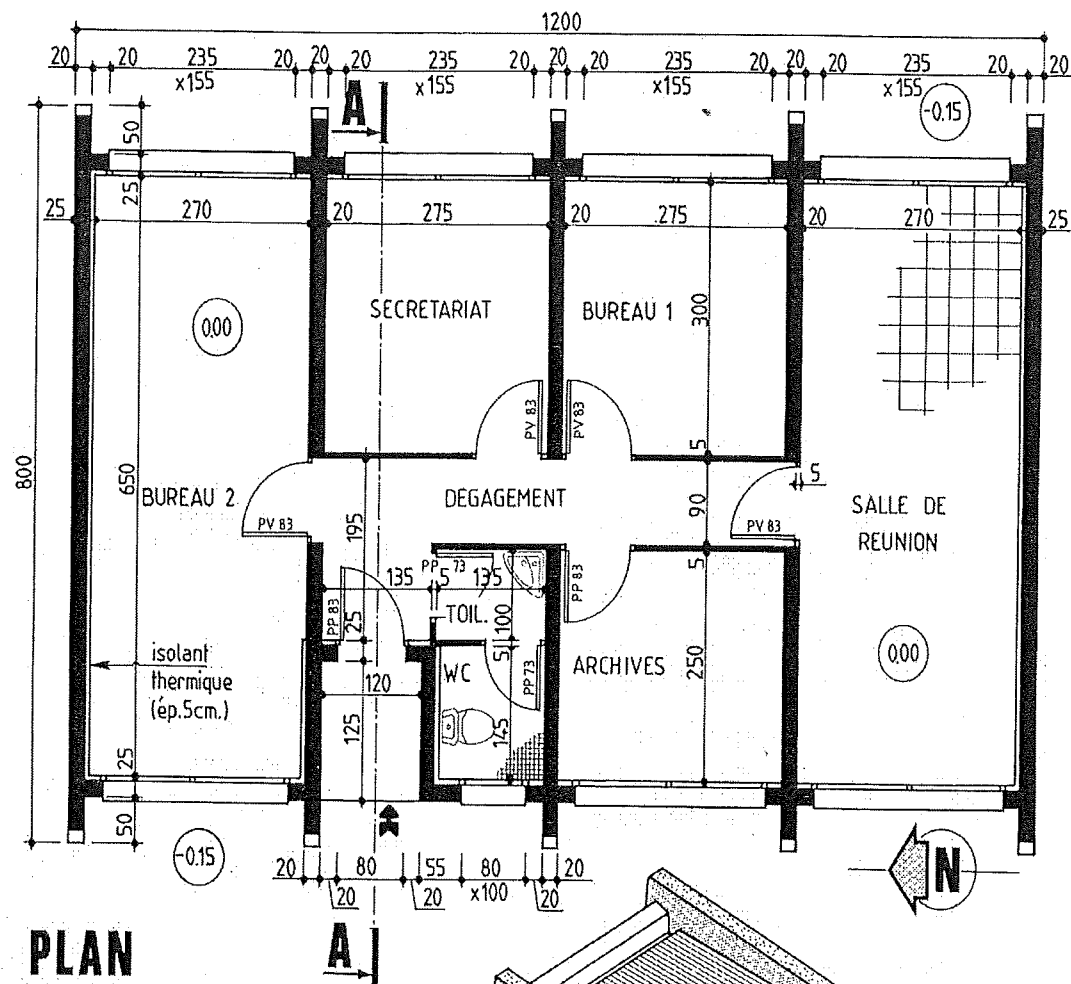 1200
20 20 235 20 20 20 235 20 20 20 235 20 20 20 235 20 20
x155 x155 x155 x155
A
-0.15
50
25
25 270 20 275 20 275 20 270 25
0.00
SECRETARIAT
BUREAU 1
300
PV 83
PV 83
5
800
650
BUREAU 2
DÉGAGEMENT
90
5
SALLE DE
REUNION
PV 83
PV 83
195
5
PP 73
135 5 135
PP 83
PP 83
25
TOIL.
100
isolant
thermique
(ép.5cm.)
5
WC
PP 73
ARCHIVES
250
0.00
120
125
145
25
50
-0.15
20 80 55 80 20
x100
20 20 20
N
PLAN
A